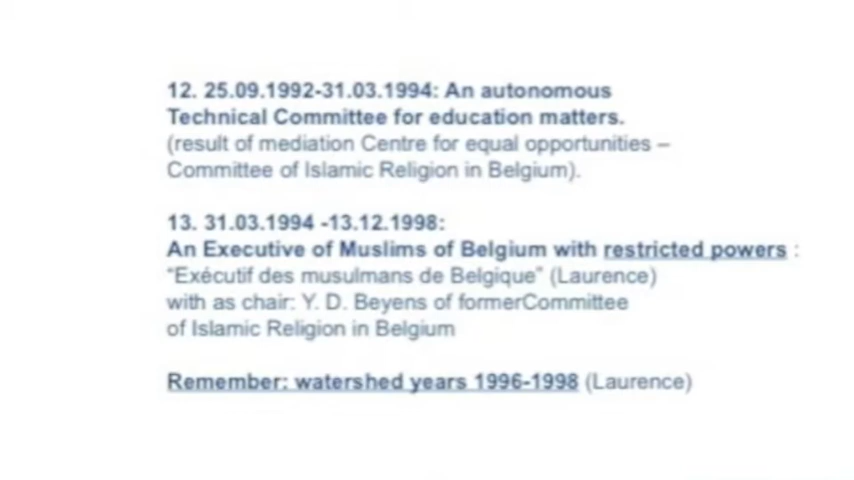 12. 25.09.1992-31.03.1994: An autonomous
Technical Committee for education matters.
(result of mediation Centre for equal opportunities –
Committee of Islamic Religion in Belgium).
13. 31.03.1994 -13.12.1998:
An Executive of Muslims of Belgium with restricted powers :
"Exécutif des musulmans de Belgique" (Laurence)
with as chair: Y. D. Beyens of formerCommittee
of Islamic Religion in Belgium
Remember: watershed years 1996-1998 (Laurence)